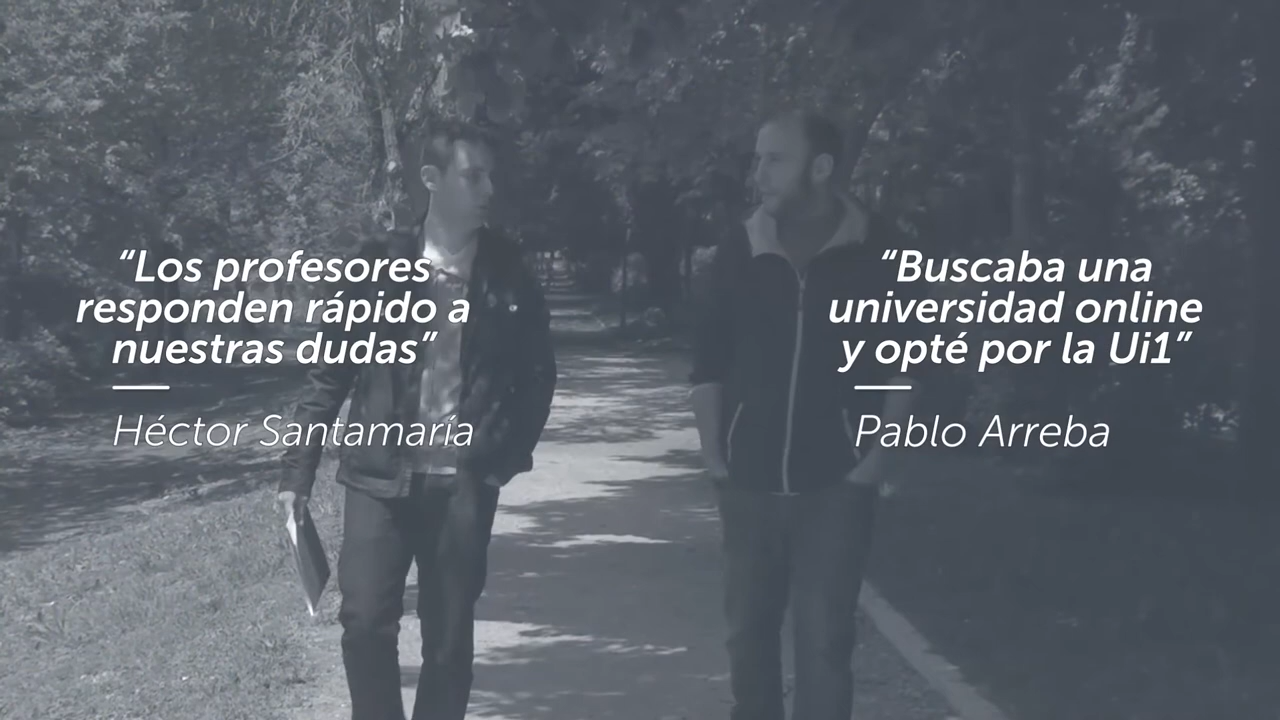 “Los profesores
responden rápido a
nuestras dudas”
Héctor Santamaría
“Buscaba una
universidad online
y opté por la Ui1”
Pablo Arreba